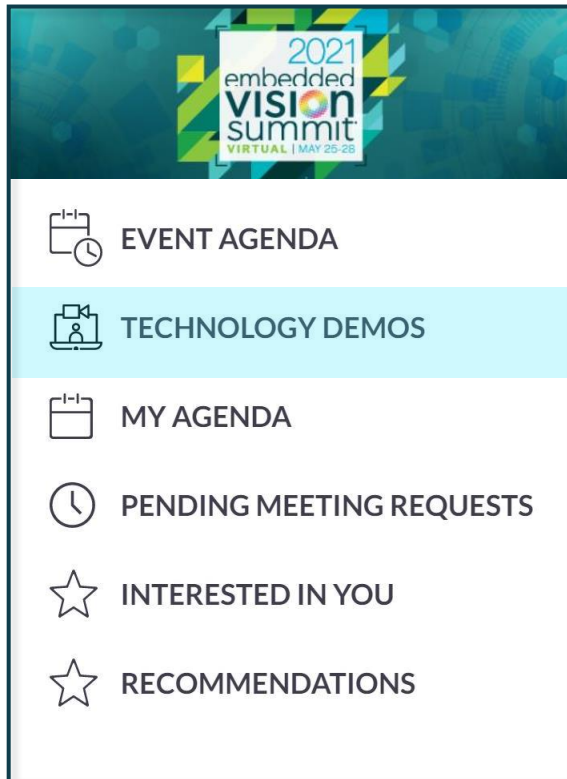 2021
embedded
VISION
summit
VIRTUAL | MAY 25-28
EVENT AGENDA
TECHNOLOGY DEMOS
MY AGENDA
PENDING MEETING REQUESTS
INTERESTED IN YOU
RECOMMENDATIONS